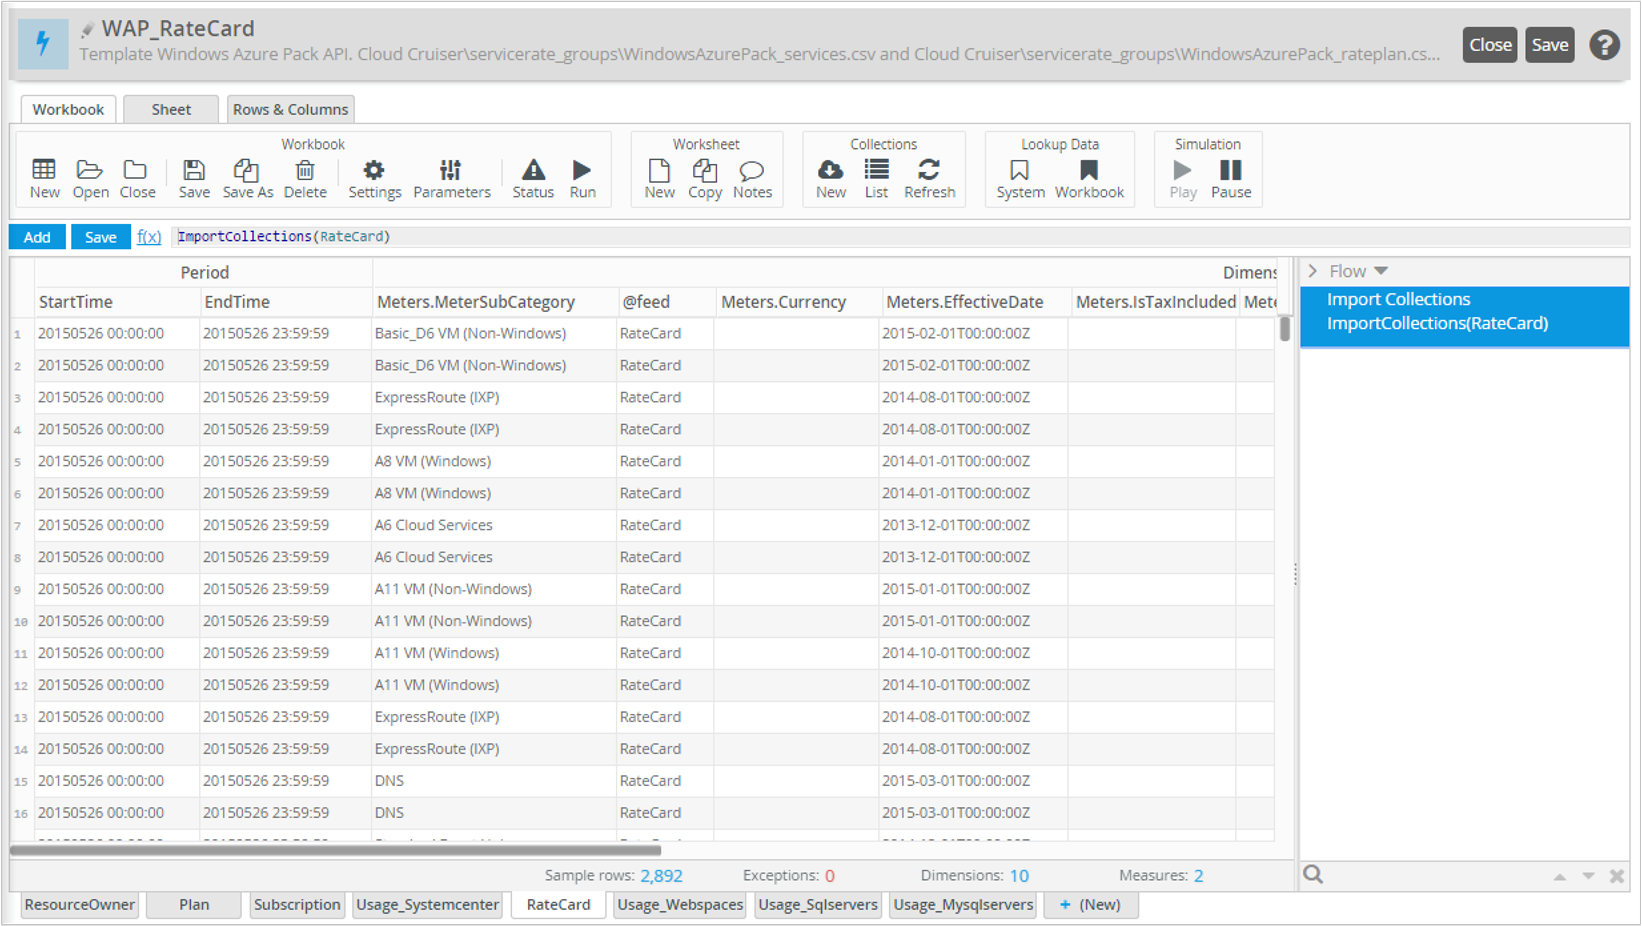 WAP_RateCard
Template Windows Azure Pack API. Cloud Cruiser\servicerate_groups\WindowsAzurePack_services.csv and Cloud Cruiser\servicerate_groups\WindowsAzurePack_rateplan.cs...
Close Save ?
Workbook Sheet Rows & Columns
Workbook Worksheet Collections Lookup Data Simulation
New Open Close Save Save As Delete Settings Parameters Status Run New Copy Notes New List Refresh System Workbook Play Pause
Add Save f(x) ImportCollections(RateCard)
Period Dimens
StartTime EndTime Meters.MeterSubCategory @feed Meters.Currency Meters.EffectiveDate Meters.IsTaxIncluded Mete
1 20150526 00:00:00 20150526 23:59:59 Basic_D6 VM (Non-Windows) RateCard 2015-02-01T00:00:00Z
2 20150526 00:00:00 20150526 23:59:59 Basic_D6 VM (Non-Windows) RateCard 2015-02-01T00:00:00Z
3 20150526 00:00:00 20150526 23:59:59 ExpressRoute (IXP) RateCard 2014-08-01T00:00:00Z
4 20150526 00:00:00 20150526 23:59:59 ExpressRoute (IXP) RateCard 2014-08-01T00:00:00Z
5 20150526 00:00:00 20150526 23:59:59 A8 VM (Windows) RateCard 2014-01-01T00:00:00Z
6 20150526 00:00:00 20150526 23:59:59 A8 VM (Windows) RateCard 2014-01-01T00:00:00Z
7 20150526 00:00:00 20150526 23:59:59 A6 Cloud Services RateCard 2013-12-01T00:00:00Z
8 20150526 00:00:00 20150526 23:59:59 A6 Cloud Services RateCard 2013-12-01T00:00:00Z
9 20150526 00:00:00 20150526 23:59:59 A11 VM (Non-Windows) RateCard 2015-01-01T00:00:00Z
10 20150526 00:00:00 20150526 23:59:59 A11 VM (Non-Windows) RateCard 2015-01-01T00:00:00Z
11 20150526 00:00:00 20150526 23:59:59 A11 VM (Windows) RateCard 2014-10-01T00:00:00Z
12 20150526 00:00:00 20150526 23:59:59 A11 VM (Windows) RateCard 2014-10-01T00:00:00Z
13 20150526 00:00:00 20150526 23:59:59 ExpressRoute (IXP) RateCard 2014-08-01T00:00:00Z
14 20150526 00:00:00 20150526 23:59:59 ExpressRoute (IXP) RateCard 2014-08-01T00:00:00Z
15 20150526 00:00:00 20150526 23:59:59 DNS RateCard 2015-03-01T00:00:00Z
16 20150526 00:00:00 20150526 23:59:59 DNS RateCard 2015-03-01T00:00:00Z
Flow
Import Collections
ImportCollections(RateCard)
Sample rows: 2,892 Exceptions: 0 Dimensions: 10 Measures: 2
ResourceOwner Plan Subscription Usage_Systemcenter RateCard Usage_Webspaces Usage_Sqlservers Usage_Mysqlservers + (New)